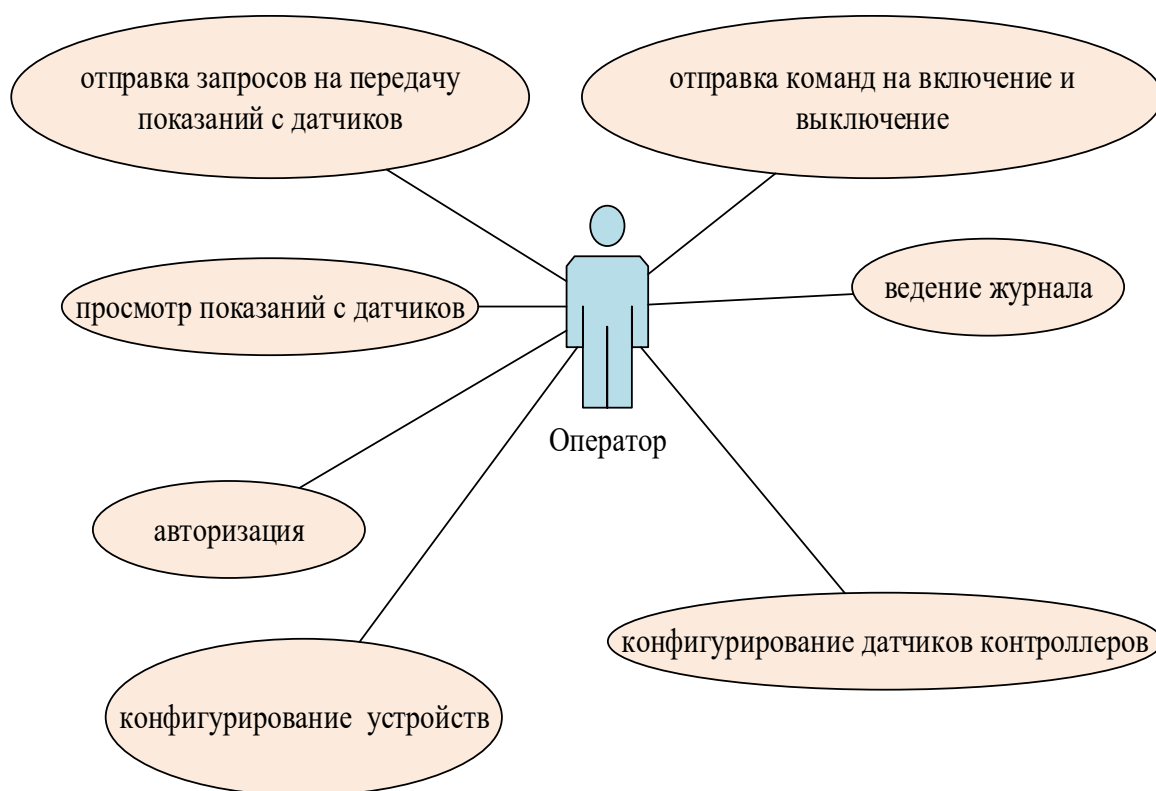 отправка запросов на передачу
показаний с датчиков
отправка команд на включение и
выключение
просмотр показаний с датчиков
ведение журнала
Оператор
авторизация
конфигурирование датчиков контроллеров
конфигурирование устройств